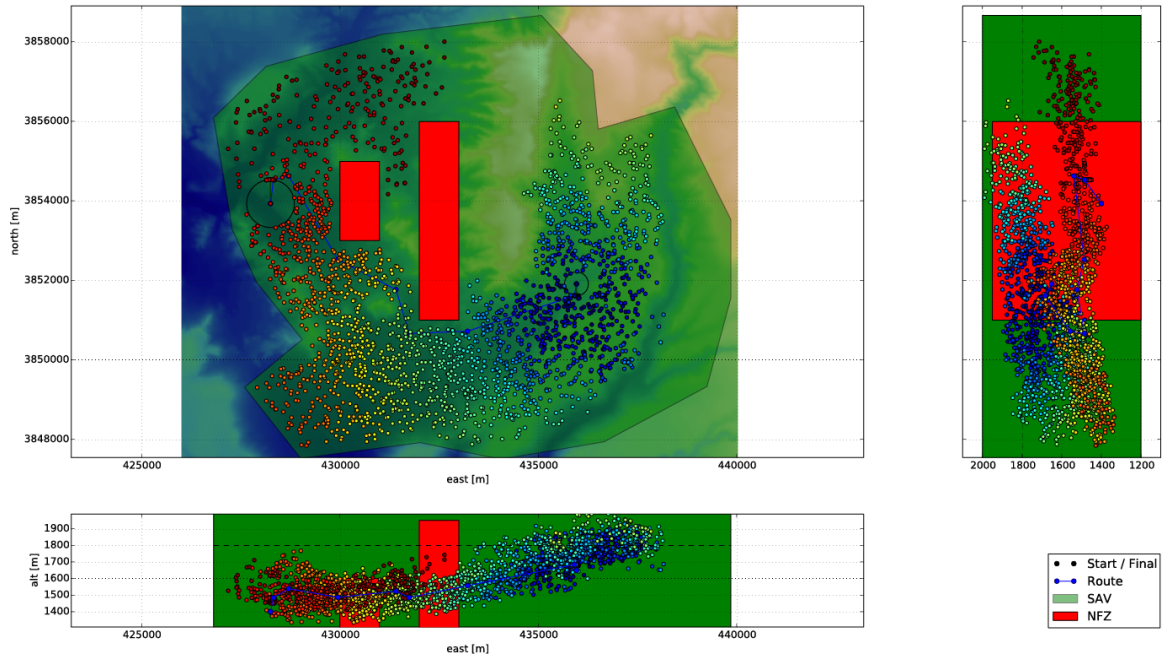 3858000
3856000
3854000
3852000
3850000
3848000
north [m]
425000 430000 435000 440000
east [m]
2000 1800 1600 1400 1200
1900
1800
1700
1600
1500
1400
alt [m]
425000 430000 435000 440000
east [m]
Start / Final
Route
SAV
NFZ